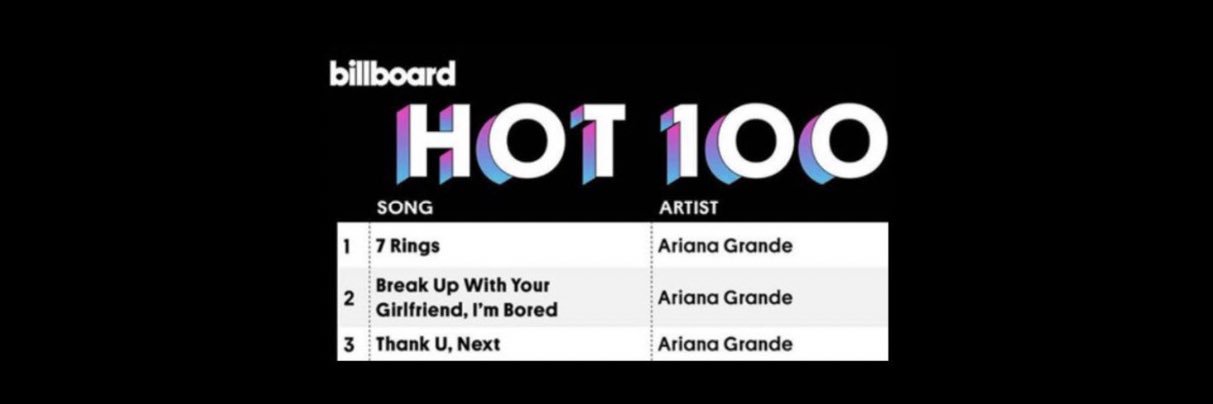 billboard
HOT 100
SONG ARTIST
1 7 Rings Ariana Grande
2 Break Up With Your
Girlfriend, I'm Bored Ariana Grande
3 Thank U, Next Ariana Grande